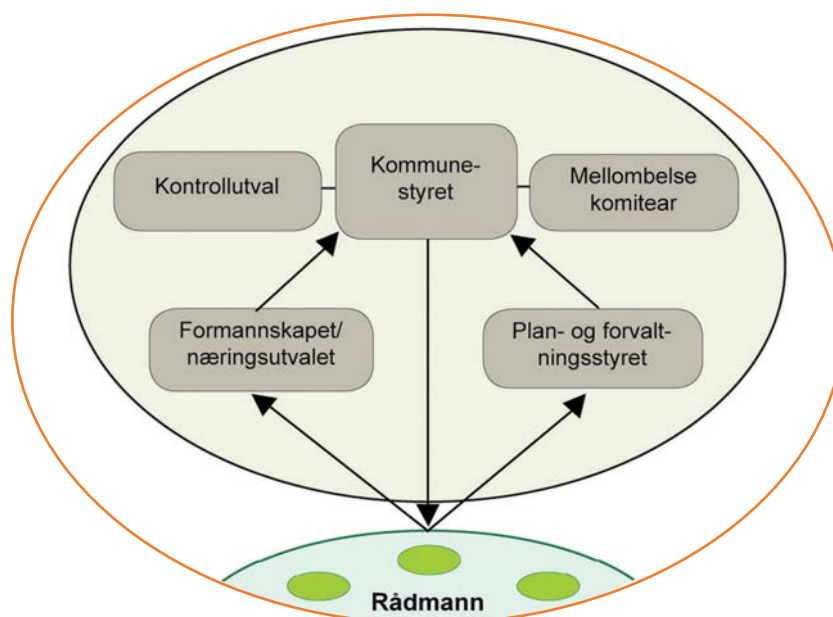 Kontrollutval
Kommune-
styret
Mellombelse
komitear
Formannskapet/
næringsutvalet
Plan- og forvalt-
ningsstyret
Rådmann